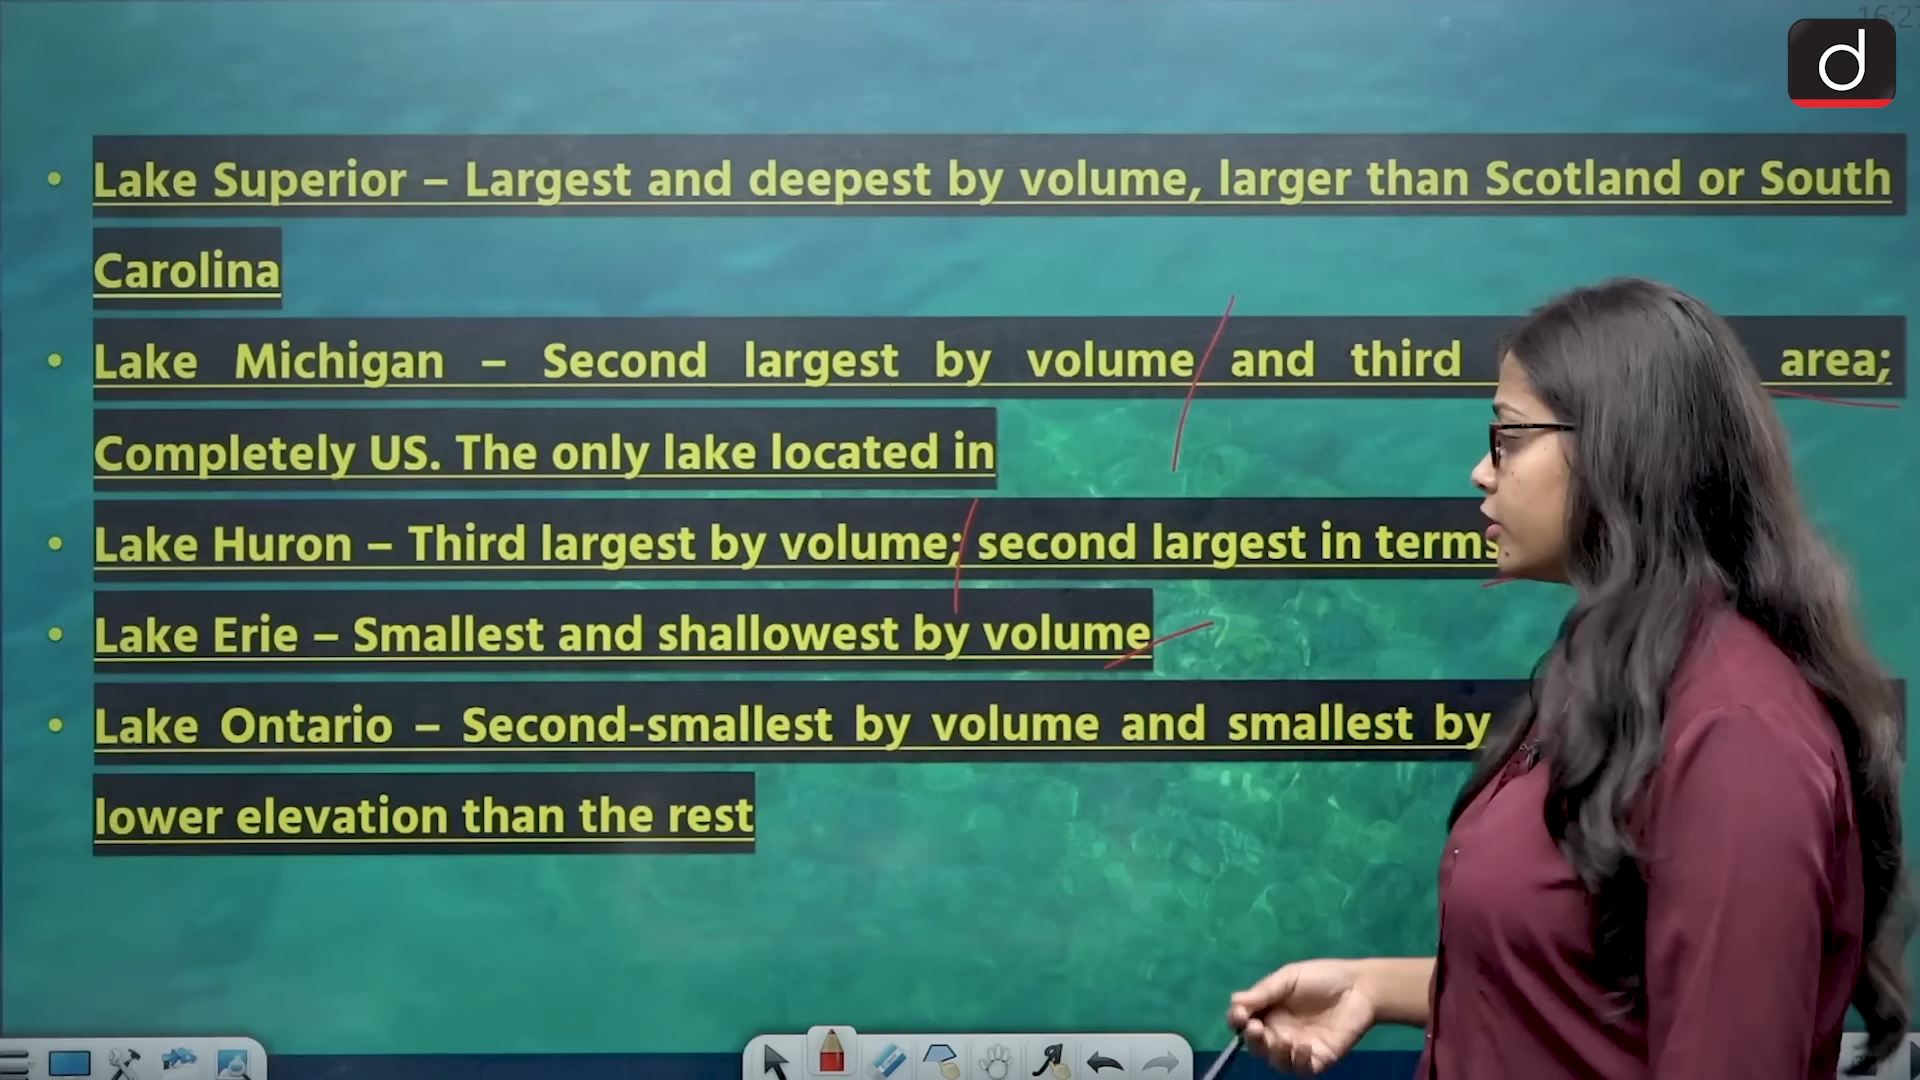 • Lake Superior – Largest and deepest by volume, larger than Scotland or South
Carolina
• Lake Michigan – Second largest by volume and third area;
Completely US. The only lake located in
• Lake Huron – Third largest by volume; second largest in terms
• Lake Erie – Smallest and shallowest by volume
• Lake Ontario – Second-smallest by volume and smallest by
lower elevation than the rest